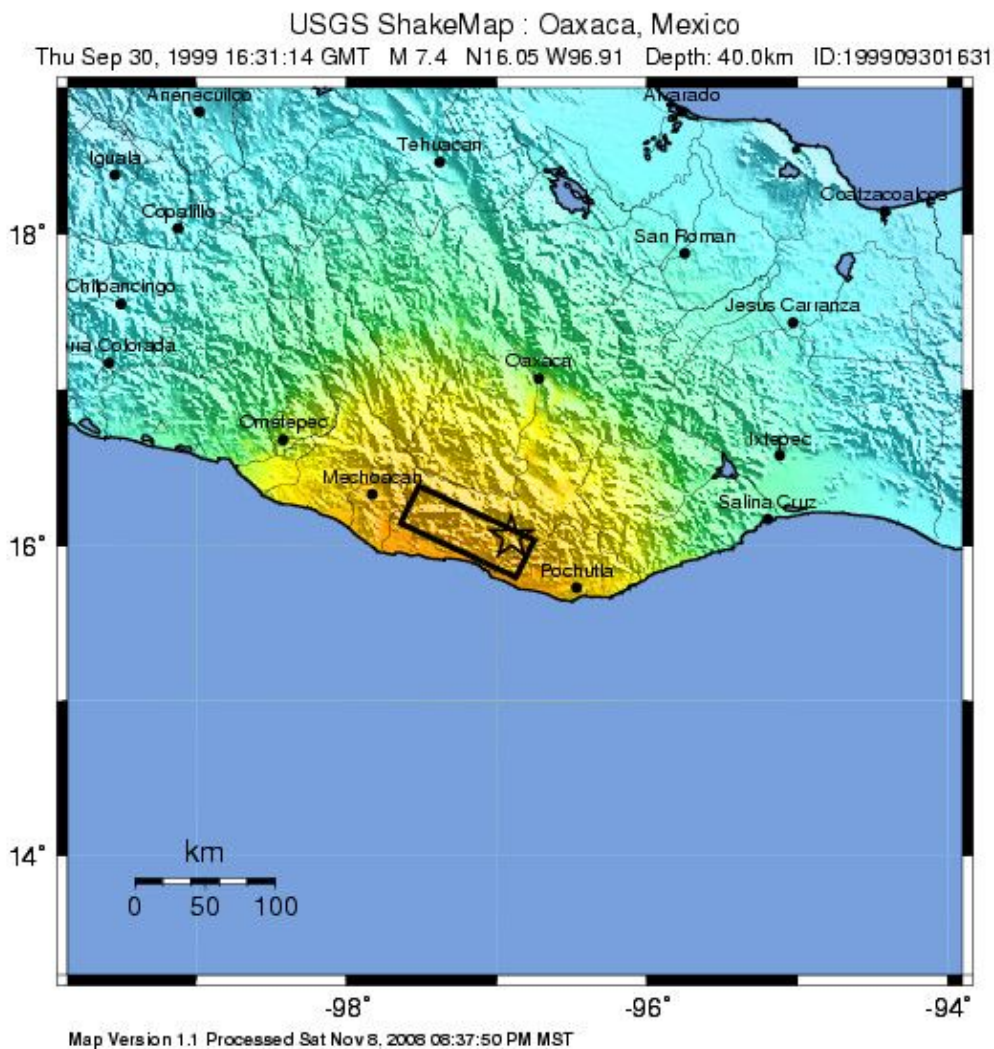 USGS ShakeMap : Oaxaca, Mexico
Thu Sep 30, 1999 16:31:14 GMT M 7.4 N16.05 W96.91 Depth: 40.0km ID:199909301631
Anenecuilco
Alvarado
Iguala
Tehuacan
Coatzacoalcos
Copalillo
18°
San Roman
Chilpancingo
Jesus Carranza
rra Colorada
Oaxaca
Ometepec
Ixtepec
Mechoacan
Salina Cruz
16°
Pochutla
14°
km
0 50 100
-98° -96° -94°
Map Version 1.1 Processed Sat Nov 8, 2008 08:37:50 PM MST